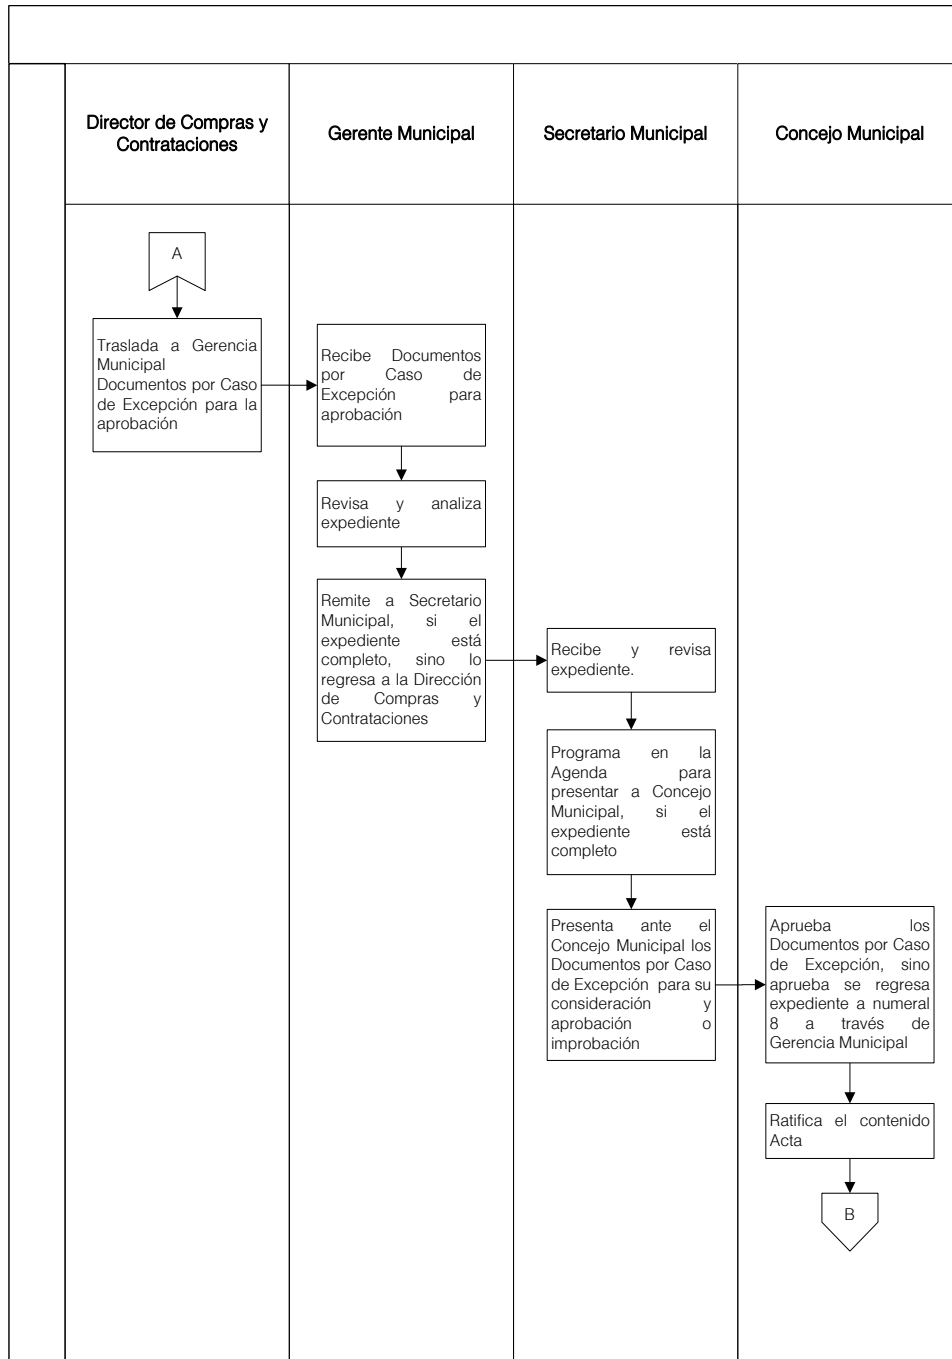 Director de Compras y
Contrataciones
Gerente Municipal
Secretario Municipal
Concejo Municipal
A
Traslada a Gerencia
Municipal
Documentos por Caso
de Excepción para la
aprobación
Recibe Documentos
por Caso de
Excepción para
aprobación
Revisa y analiza
expediente
Remite a Secretario
Municipal, si el
expediente está
completo, sino lo
regresa a la Dirección
de Compras y
Contrataciones
Recibe y revisa
expediente.
Programa en la
Agenda para
presentar a Concejo
Municipal, si el
expediente está
completo
Presenta ante el
Concejo Municipal los
Documentos por Caso
de Excepción para su
consideración y
aprobación o
improbación
Aprueba los
Documentos por Caso
de Excepción, sino
aprueba se regresa
expediente a numeral
8 a través de
Gerencia Municipal
Ratifica el contenido
Acta
B